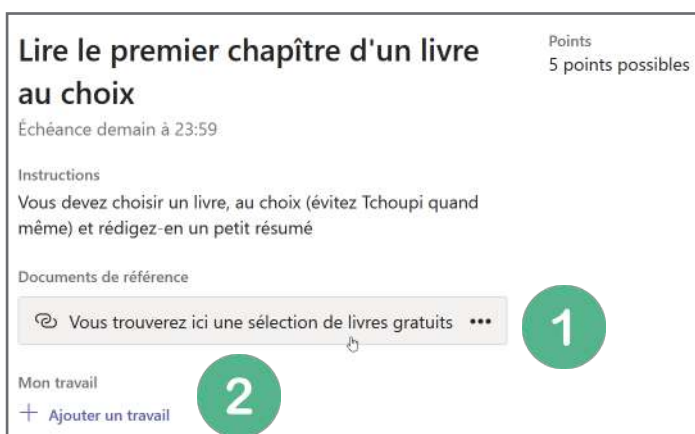 Lire le premier chapître d'un livre
au choix
Échéance demain à 23:59
Points
5 points possibles
Instructions
Vous devez choisir un livre, au choix (évitez Tchoupi quand
même) et rédigez-en un petit résumé
Documents de référence
Vous trouverez ici une sélection de livres gratuits •••
1
Mon travail
+ Ajouter un travail
2